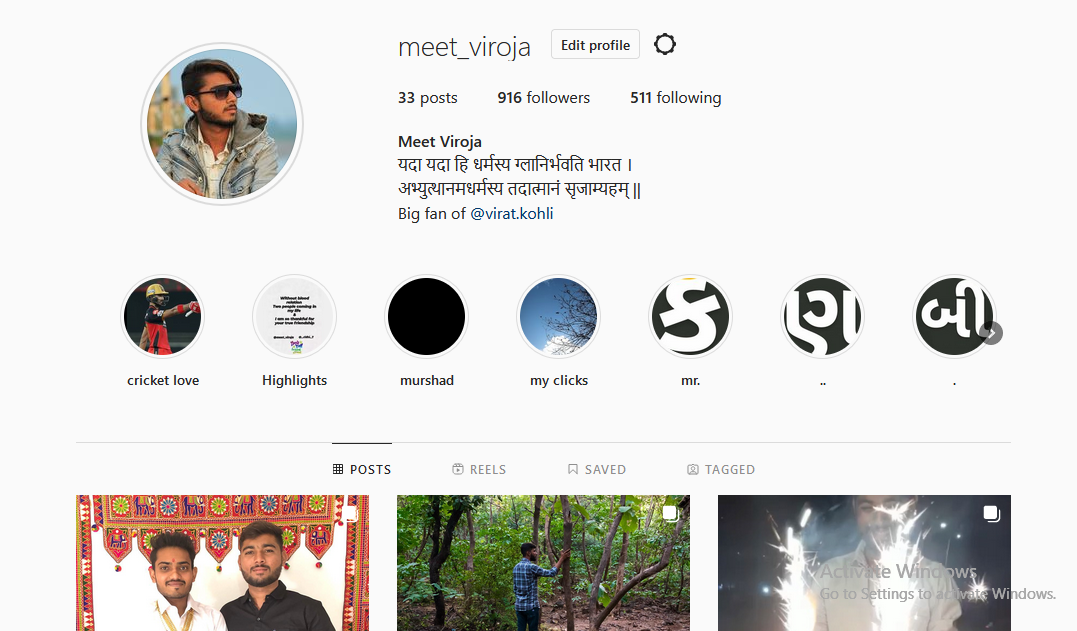 meet_viroja
Edit profile
33 posts
916 followers
511 following
Meet Viroja
यदा यदा हि धर्मस्य ग्लानिर्भवति भारत ।
अभ्युत्थानमधर्मस्य तदात्मानं सृजाम्यहम् ||
Big fan of @virat.kohli
Without blood
relation
Two people coming in
my life
&
I am so thankful for
your true friendship
ક
ણ
બી
cricket love
Highlights
murshad
my clicks
mr.
..
.
POSTS
REELS
SAVED
TAGGED
Activate Windows
Go to Settings to activate Windows.